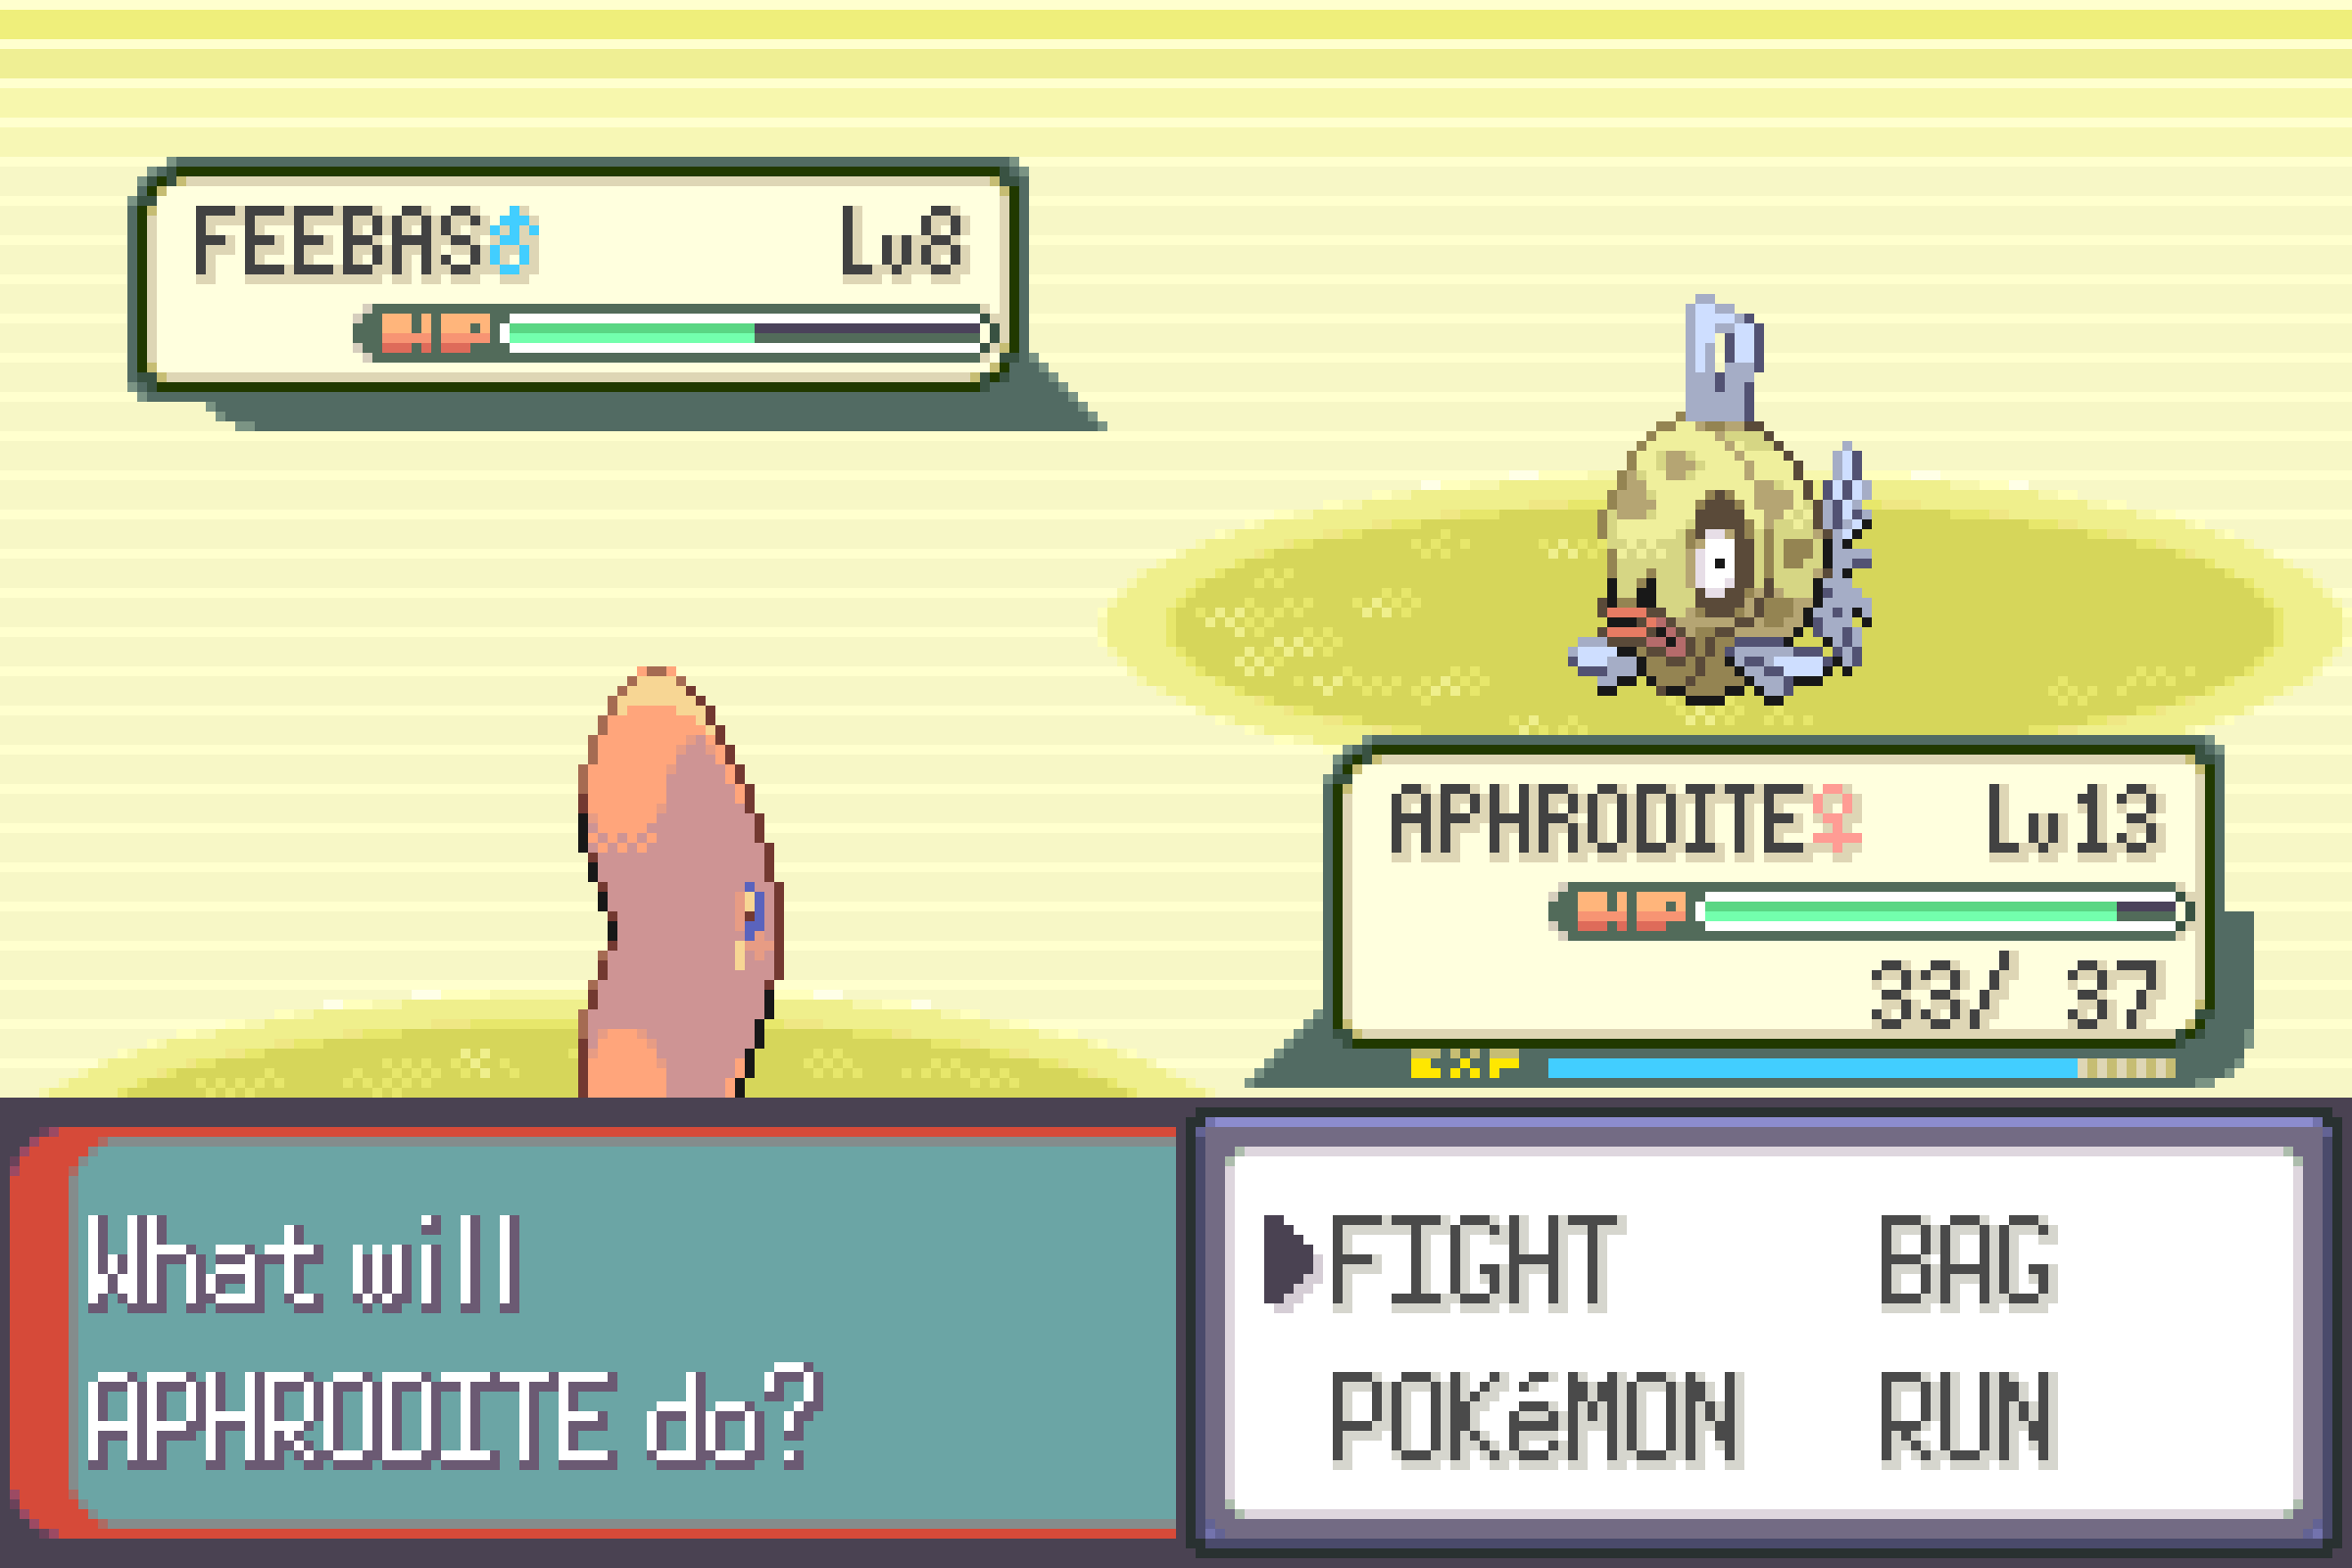 FEEBAS♂ Lv8
HP
APHRODITE♀ Lv13
HP
33/ 37
EXP
What will
APHRODITE do?
FIGHT BAG
POKéMON RUN